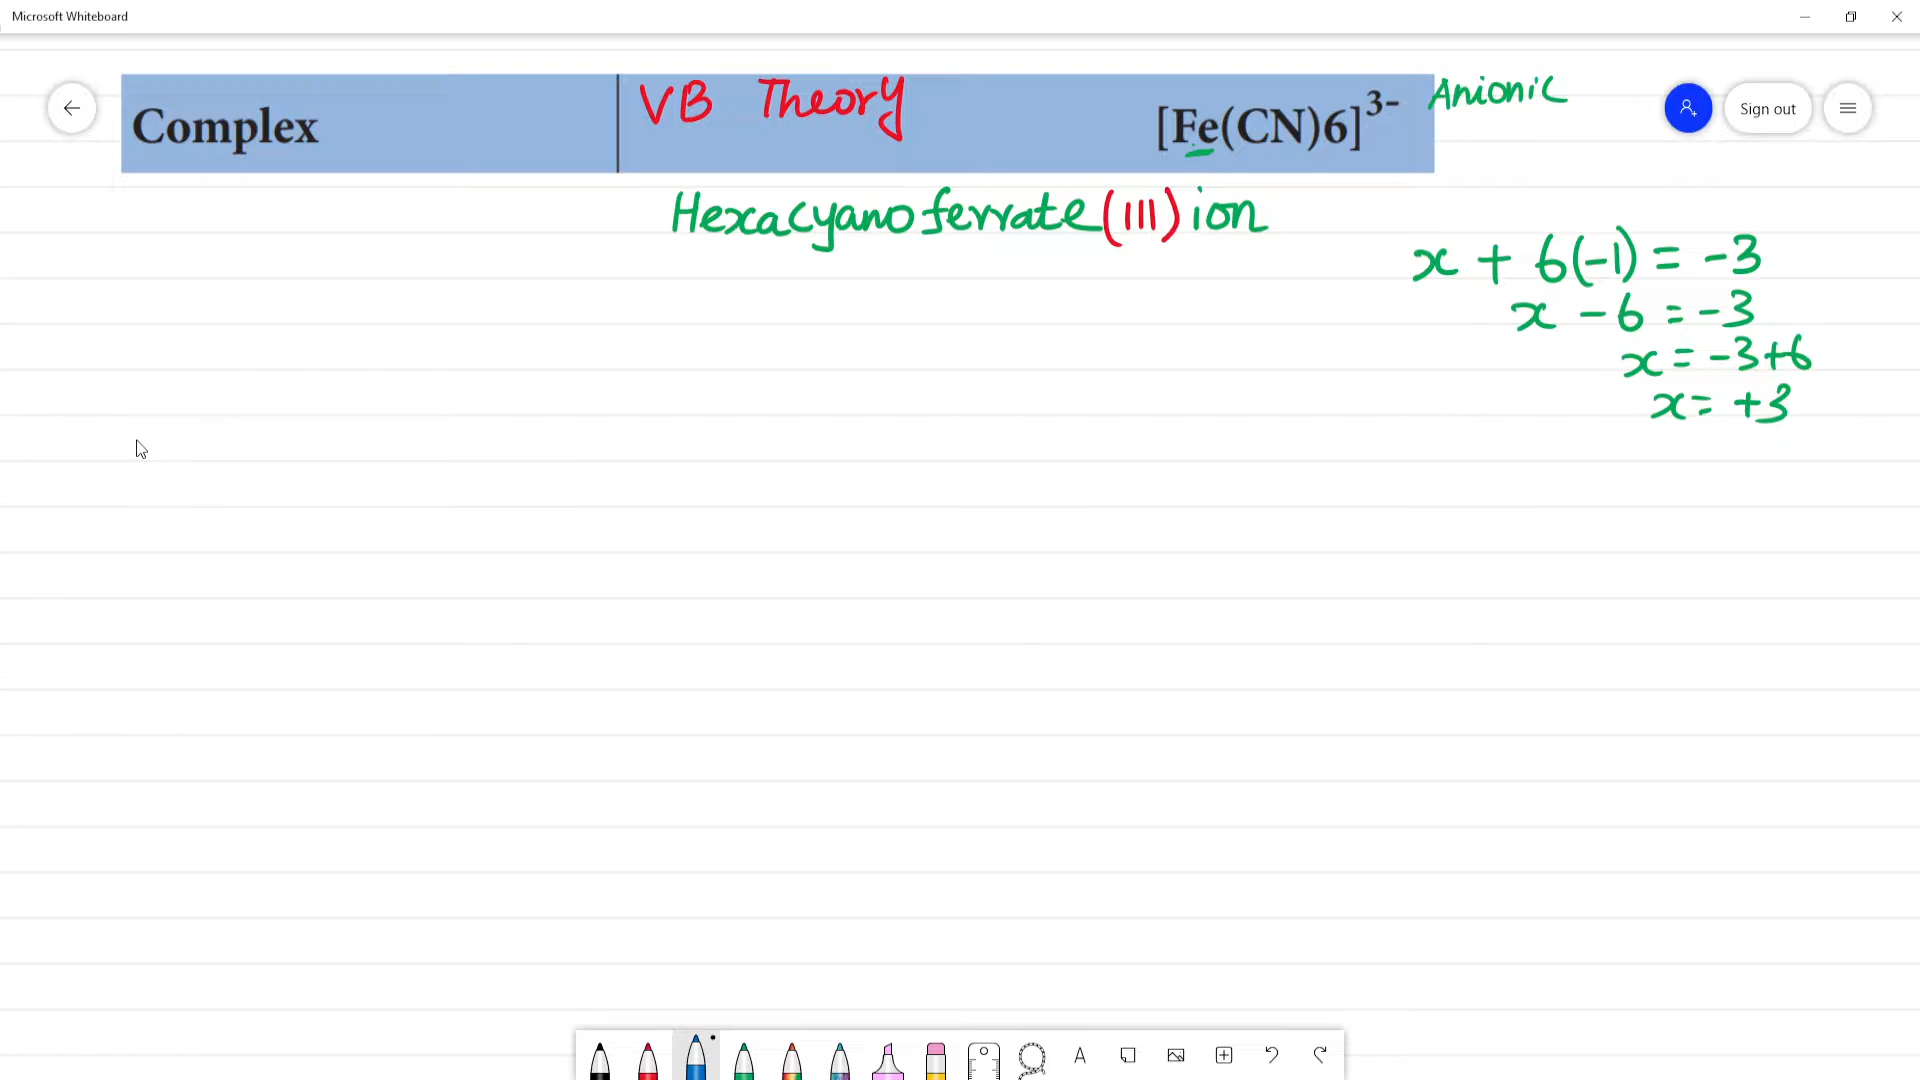 Microsoft Whiteboard
Complex VB Theory [Fe(CN)6]³⁻ Anionic
Sign out
Hexacyanoferrate(III)ion
x + 6(-1) = -3
x - 6 = -3
x = -3+6
x = +3
A